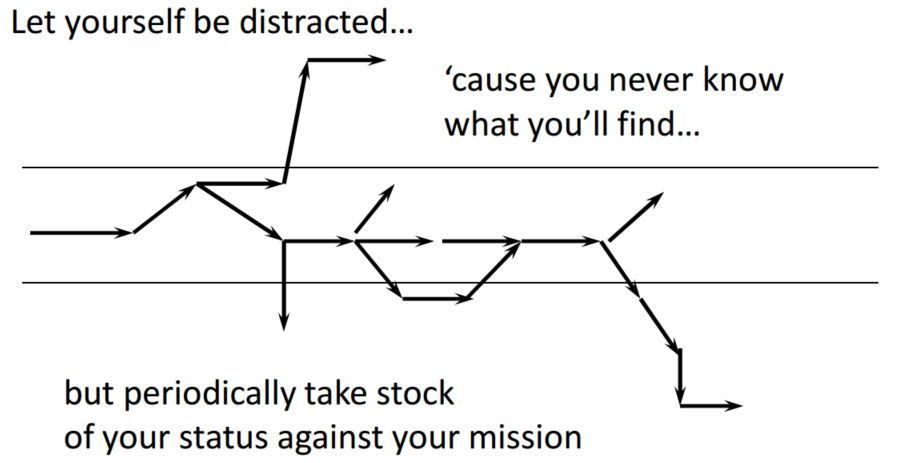 Let yourself be distracted…
‘cause you never know
what you’ll find…
but periodically take stock
of your status against your mission